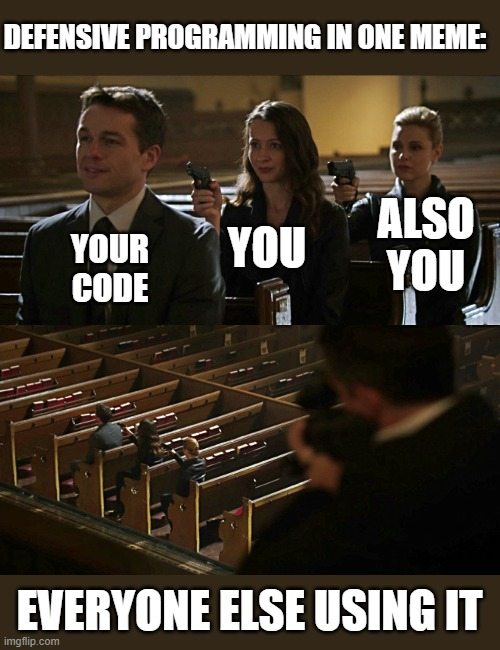 DEFENSIVE PROGRAMMING IN ONE MEME:
YOUR
CODE
YOU
ALSO
YOU
EVERYONE ELSE USING IT
imgflip.com